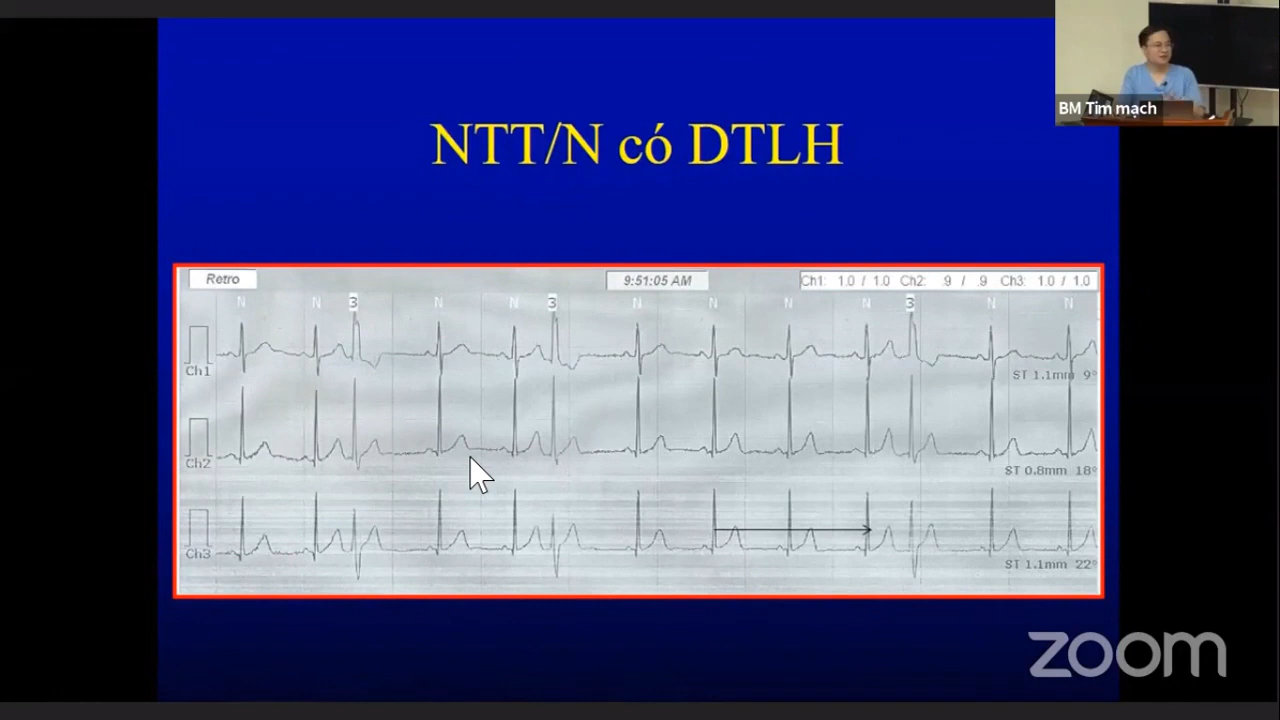 BM Tim mạch
NTT/N có DTLH
Retro
9:51:05 AM
Ch1: 1.0 / 1.0 Ch2: .9 / .9 Ch3: 1.0 / 1.0
N N 3 N N 3 N N N N 3 N N
Ch1
ST 1.1mm 9°
Ch2
ST 0.8mm 18°
Ch3
ST 1.1mm 22°
zoom